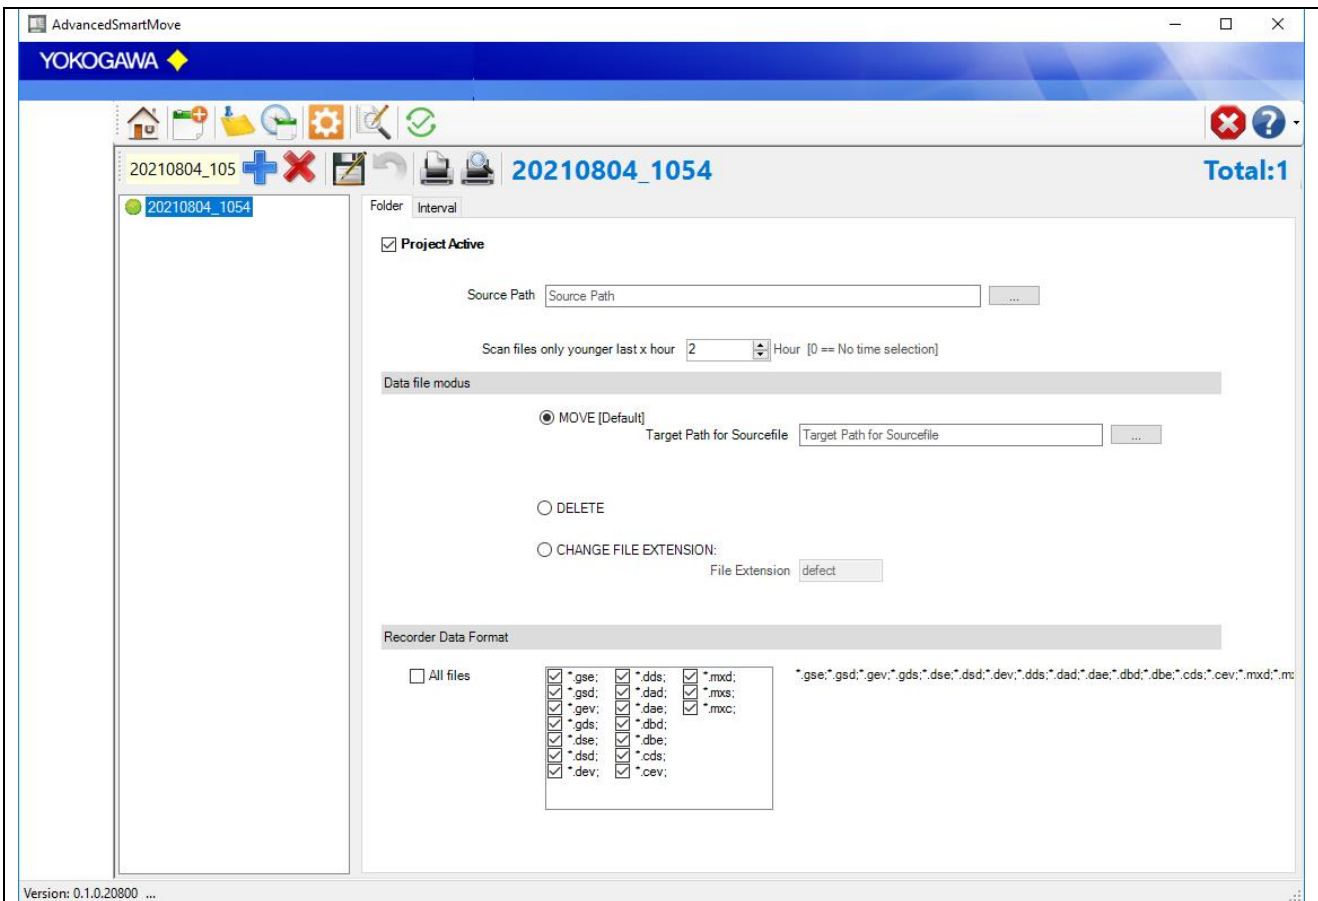 AdvancedSmartMove
YOKOGAWA
20210804_105
20210804_1054
Total:1
20210804_1054
Folder
Interval
Project Active
Source Path
Source Path
...
Scan files only younger last x hour
2
Hour [0 == No time selection]
Data file modus
MOVE [Default]
Target Path for Sourcefile
Target Path for Sourcefile
...
DELETE
CHANGE FILE EXTENSION:
File Extension
defect
Recorder Data Format
All files
*.gse; *.dds; *.mxd;
*.gsd; *.dad; *.mxs;
*.gev; *.dae; *.mxc;
*.gds; *.dbd;
*.dse; *.dbe;
*.dsd; *.cds;
*.dev; *.cev;
*.gse;*.gsd;*.gev;*.gds;*.dse;*.dsd;*.dev;*.dds;*.dad;*.dae;*.dbd;*.dbe;*.cds;*.cev;*.mxd;
Version: 0.1.0.20800 ...